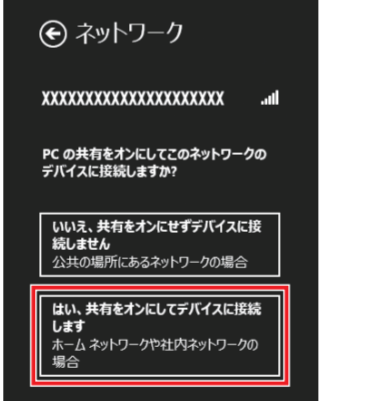 ネットワーク
XXXXXXXXXXXXXXXXXXXXX
PC の共有をオンにしてこのネットワークの
デバイスに接続しますか?
いいえ、共有をオンにせずデバイスに接
続しません
公共の場所にあるネットワークの場合
はい、共有をオンにしてデバイスに接続
します
ホーム ネットワークや社内ネットワークの
場合